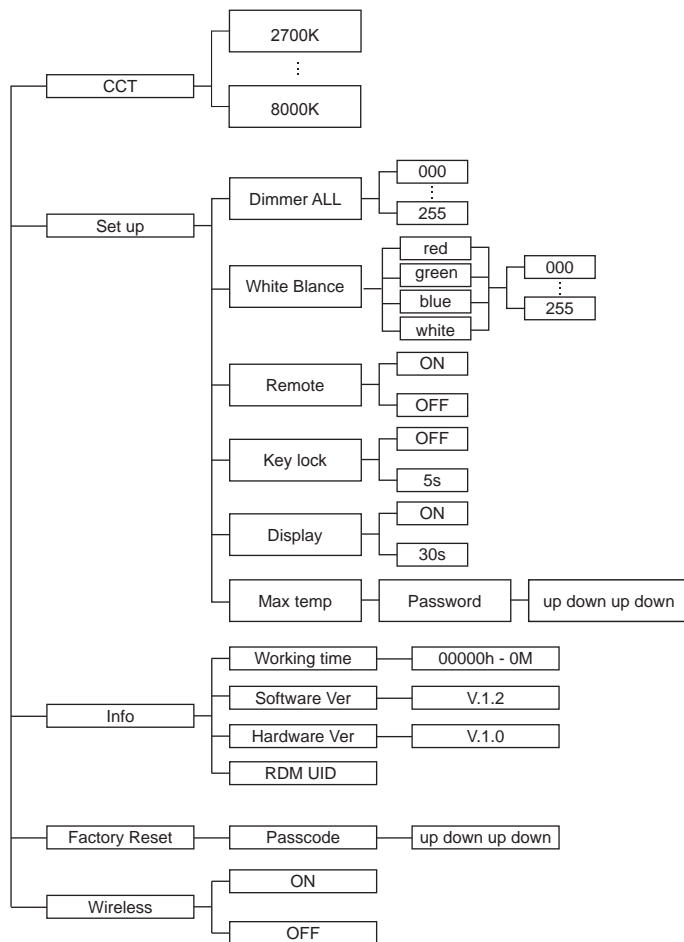 CCT
2700K
8000K
Set up
Dimmer ALL
000
255
White Blance
red
green
blue
white
000
255
Remote
ON
OFF
Key lock
OFF
5s
Display
ON
30s
Max temp
Password
up down up down
Info
Working time
00000h - 0M
Software Ver
V.1.2
Hardware Ver
V.1.0
RDM UID
Factory Reset
Passcode
up down up down
Wireless
ON
OFF